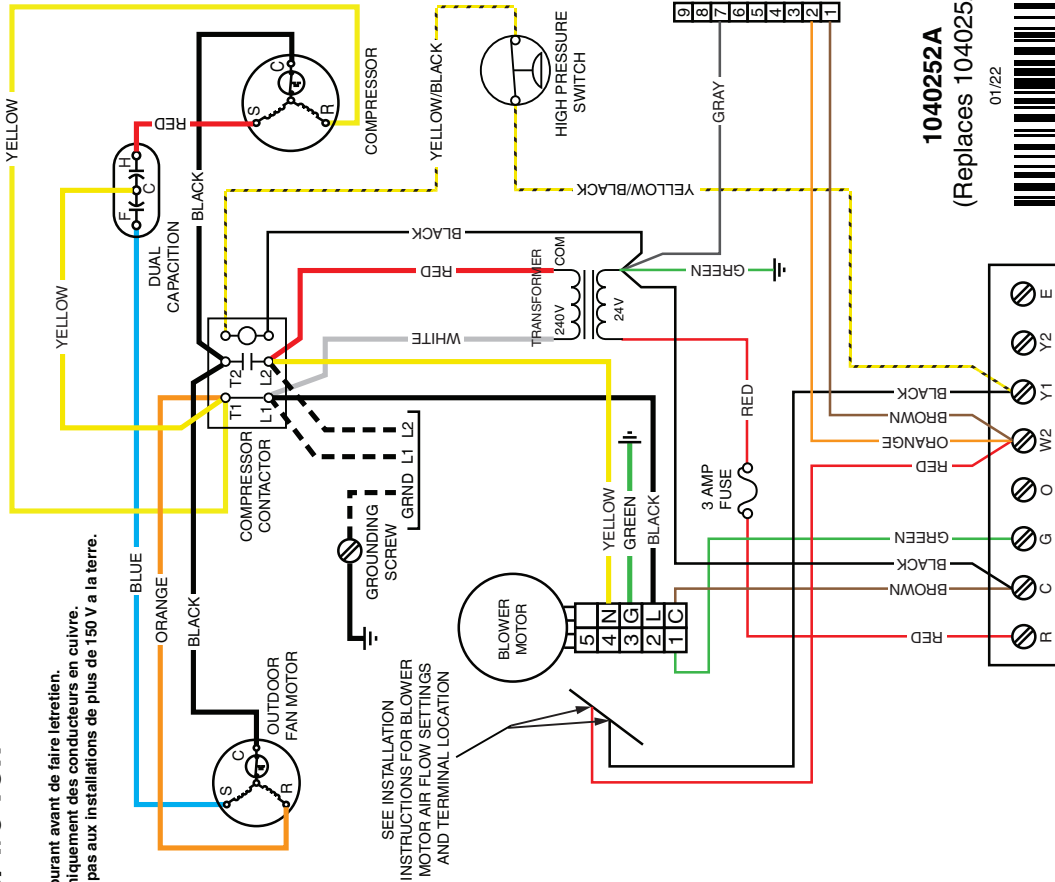 ourant avant de faire letretien.
niquement des conducteurs en cuivre.
pas aux installations de plus de 150 V a la terre.
YELLOW
F
C
H
DUAL
CAPACITION
RED
S
C
R
COMPRESSOR
YELLOW
BLACK
YELLOW/BLACK
HIGH PRESSURE
SWITCH
YELLOW/BLACK
9
8
7
6
5
4
3
2
1
GRAY
1040252A
(Replaces 104025
01/22
BLUE
ORANGE
BLACK
T1
T2
L1
L2
COMPRESSOR
CONTACTOR
BLACK
RED
WHITE
TRANSFORMER
240V
COM
24V
GREEN
GRND
L1
L2
GROUNDING
SCREW
S
C
R
OUTDOOR
FAN MOTOR
SEE INSTALLATION
INSTRUCTIONS FOR BLOWER
MOTOR AIR FLOW SETTINGS
AND TERMINAL LOCATION
BLOWER
MOTOR
5
4 N
3 G
2 L
1 C
YELLOW
GREEN
BLACK
3 AMP
FUSE
RED
RED
BROWN
BLACK
GREEN
RED
ORANGE
BROWN
BLACK
R
C
G
O
W2
Y1
Y2
E